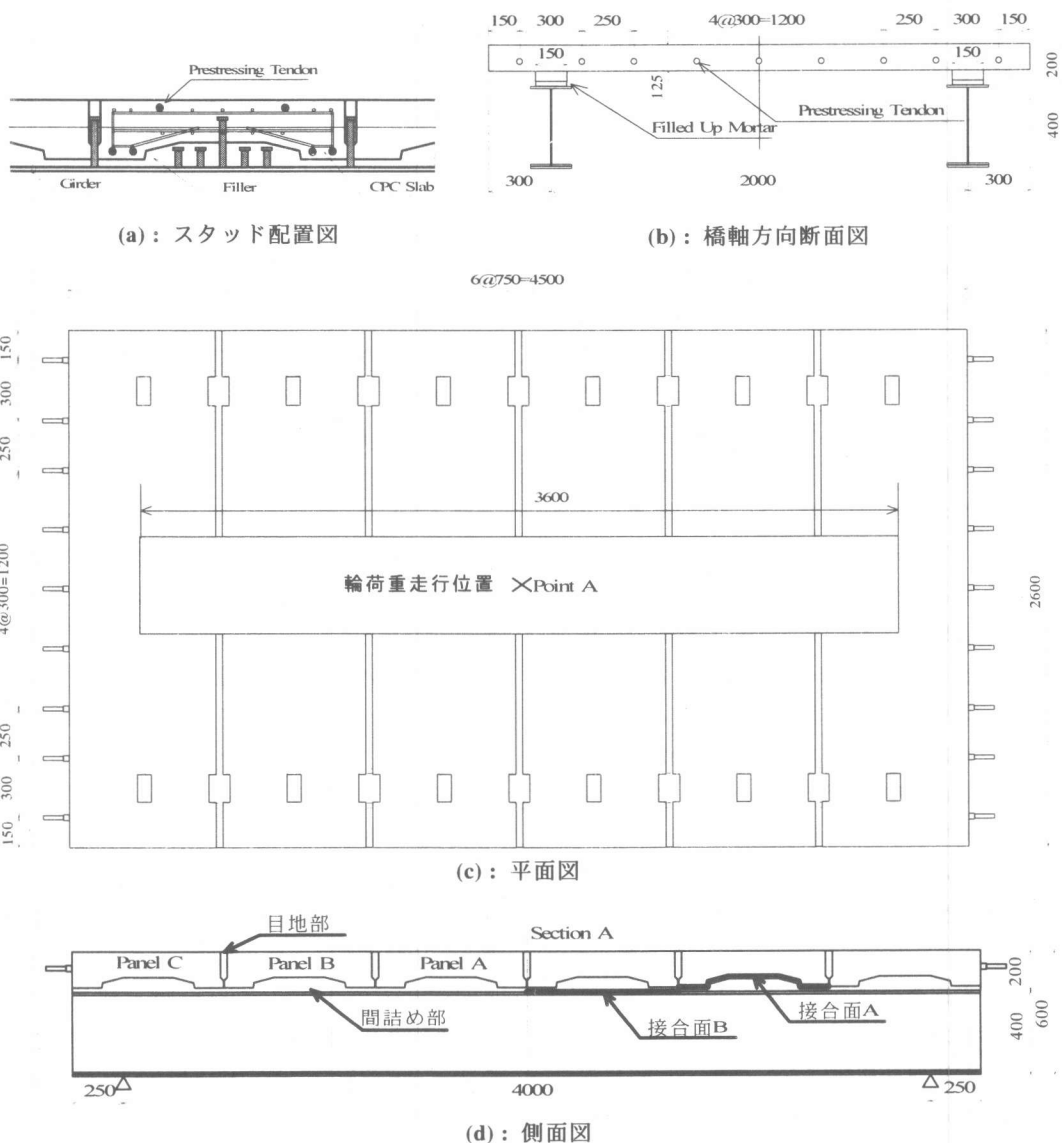 Prestressing Tendon
Girder
Filler
CPC Slab
(a): スタッド配置図
150 300 250 4@300=1200 250 300 150
150
150
200
125
Prestressing Tendon
Filled Up Mortar
400
300
2000
300
(b): 橋軸方向断面図
6@750=4500
150
300
250
3600
4@300=1200
輪荷重走行位置 ×Point A
2600
250
300
150
(c): 平面図
目地部
Section A
Panel C
Panel B
Panel A
200
間詰め部
接合面B
接合面A
400
600
250
4000
250
(d): 側面図